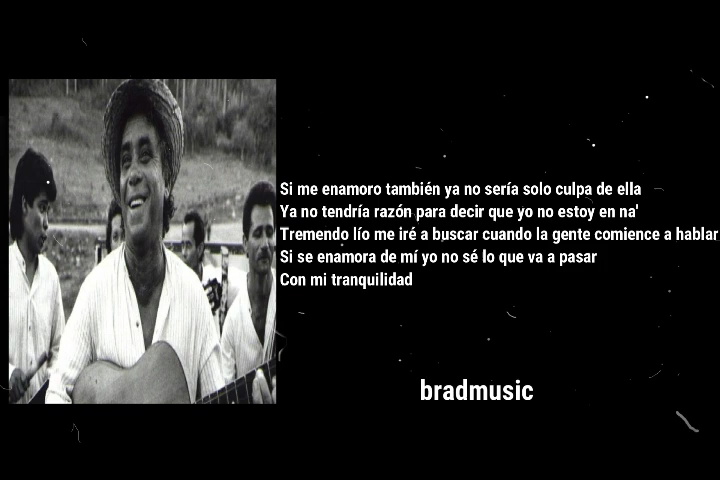 Si me enamoro también ya no sería solo culpa de ella
Ya no tendría razón para decir que yo no estoy en na'
Tremendo lío me iré a buscar cuando la gente comience a hablar
Si se enamora de mí yo no sé lo que va a pasar
Con mi tranquilidad
bradmusic